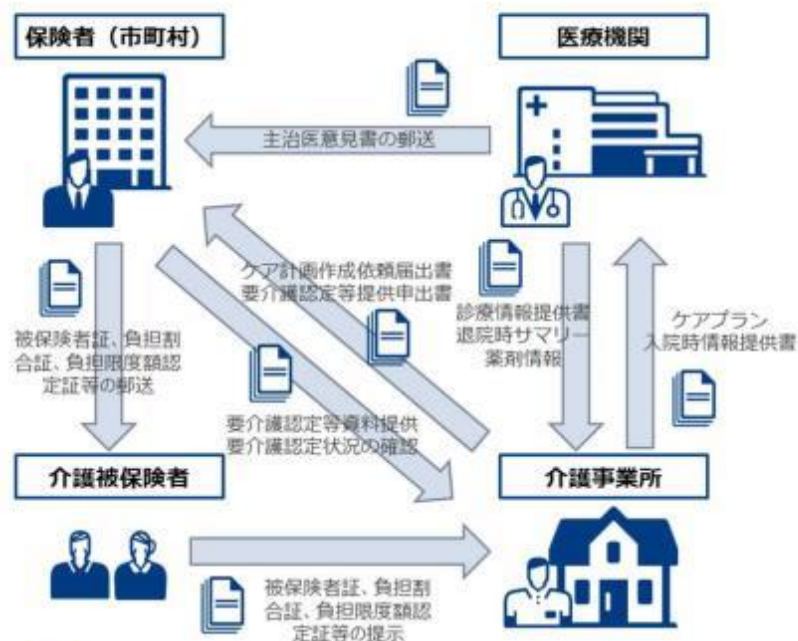 保険者（市町村）
医療機関
主治医意見書の郵送
ケア計画作成依頼届出書
要介護認定等提供申出書
診療情報提供書
退院時サマリー
薬剤情報
ケアプラン
入院時情報提供書
被保険者証、負担割
合証、負担限度額認
定証等の郵送
要介護認定等資料提供
要介護認定状況の確認
介護被保険者
介護事業所
被保険者証、負担割
合証、負担限度額認
定証等の提示